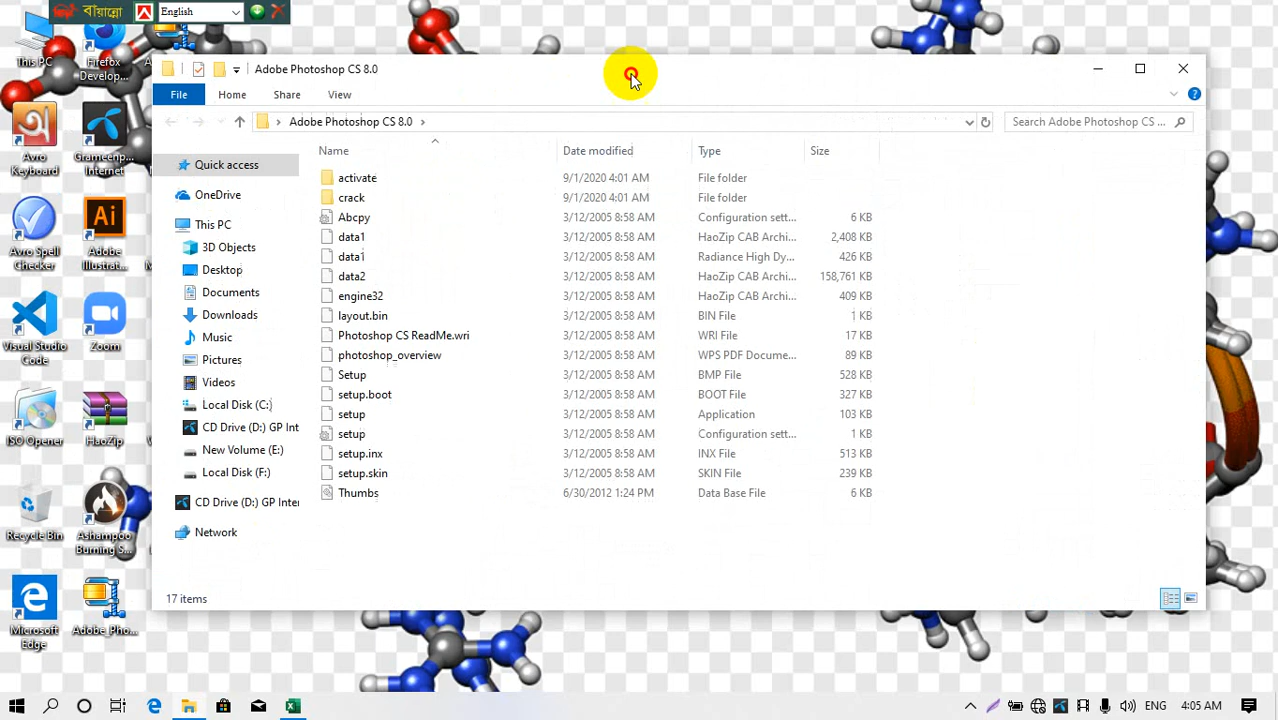 বায়ান্নো English
This PC
Firefox
Develop...
Avro
Keyboard
Grameenp...
Internet
Avro Spell
Checker
Adobe
Illustrat...
Visual Studio
Code
Zoom
ISO Opener
HaoZip
Recycle Bin
Ashampoo
Burning S...
Microsoft
Edge
Adobe_Pho...
Adobe Photoshop CS 8.0
File Home Share View
Adobe Photoshop CS 8.0
Search Adobe Photoshop CS ...
Quick access
OneDrive
This PC
3D Objects
Desktop
Documents
Downloads
Music
Pictures
Videos
Local Disk (C:)
CD Drive (D:) GP Int
New Volume (E:)
Local Disk (F:)
CD Drive (D:) GP Inte
Network
Name Date modified Type Size
activate 9/1/2020 4:01 AM File folder
crack 9/1/2020 4:01 AM File folder
Abcpy 3/12/2005 8:58 AM Configuration sett... 6 KB
data1 3/12/2005 8:58 AM HaoZip CAB Archi... 2,408 KB
data1 3/12/2005 8:58 AM Radiance High Dy... 426 KB
data2 3/12/2005 8:58 AM HaoZip CAB Archi... 158,761 KB
engine32 3/12/2005 8:58 AM HaoZip CAB Archi... 409 KB
layout.bin 3/12/2005 8:58 AM BIN File 1 KB
Photoshop CS ReadMe.wri 3/12/2005 8:58 AM WRI File 17 KB
photoshop_overview 3/12/2005 8:58 AM WPS PDF Docume... 89 KB
Setup 3/12/2005 8:58 AM BMP File 528 KB
setup.boot 3/12/2005 8:58 AM BOOT File 327 KB
setup 3/12/2005 8:58 AM Application 103 KB
setup 3/12/2005 8:58 AM Configuration sett... 1 KB
setup.inx 3/12/2005 8:58 AM INX File 513 KB
setup.skin 3/12/2005 8:58 AM SKIN File 239 KB
Thumbs 6/30/2012 1:24 PM Data Base File 6 KB
17 items
ENG 4:05 AM